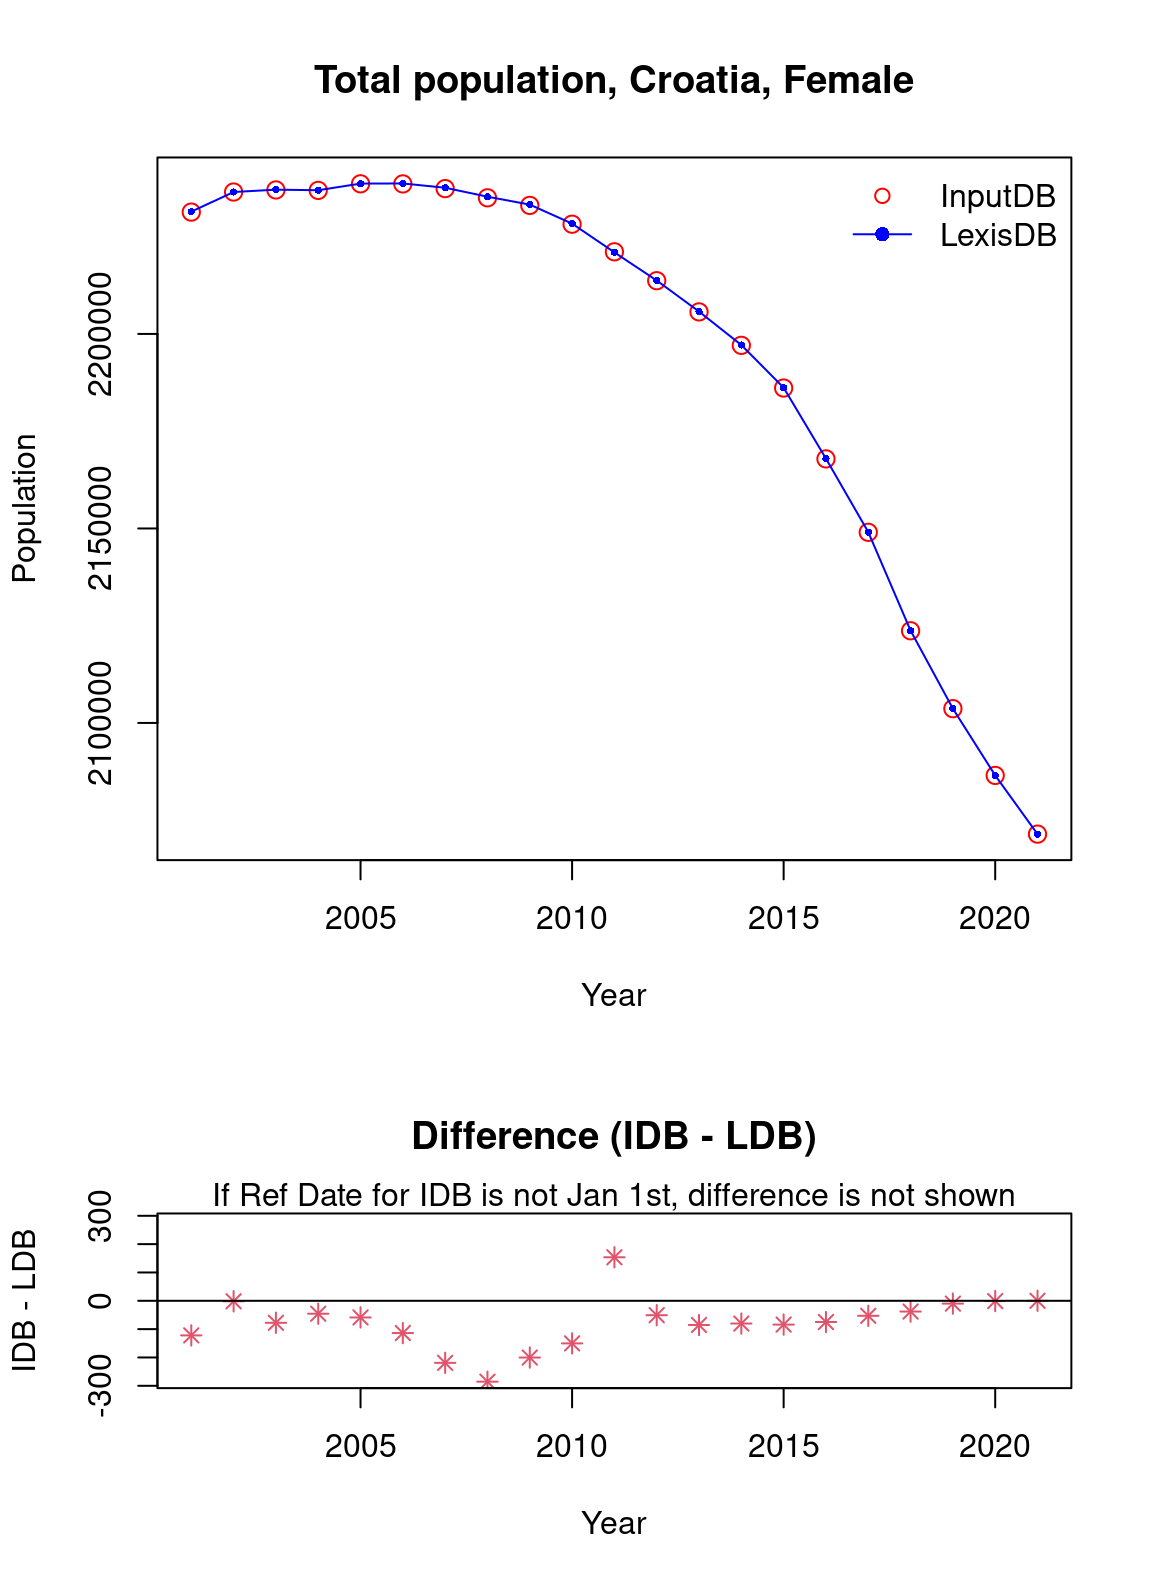 Total population, Croatia, Female
InputDB
LexisDB
Population
2200000
2150000
2100000
2005 2010 2015 2020
Year
Difference (IDB - LDB)
If Ref Date for IDB is not Jan 1st, difference is not shown
IDB - LDB
300
0
-300
2005 2010 2015 2020
Year